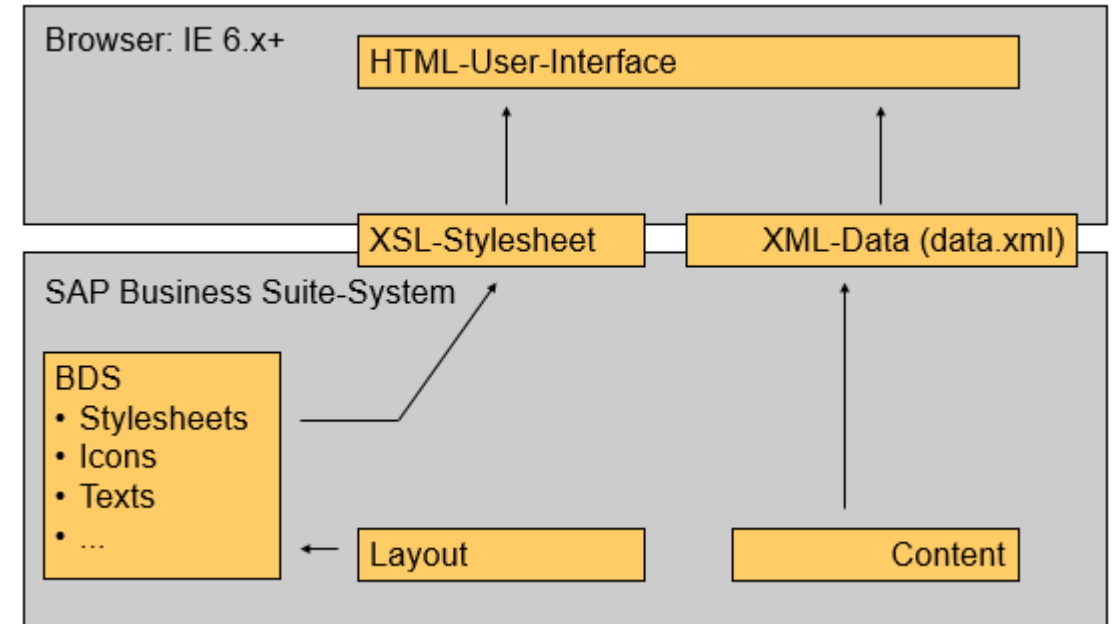 Browser: IE 6.x+
HTML-User-Interface
XSL-Stylesheet
XML-Data (data.xml)
SAP Business Suite-System
BDS
• Stylesheets
• Icons
• Texts
• ...
Layout
Content